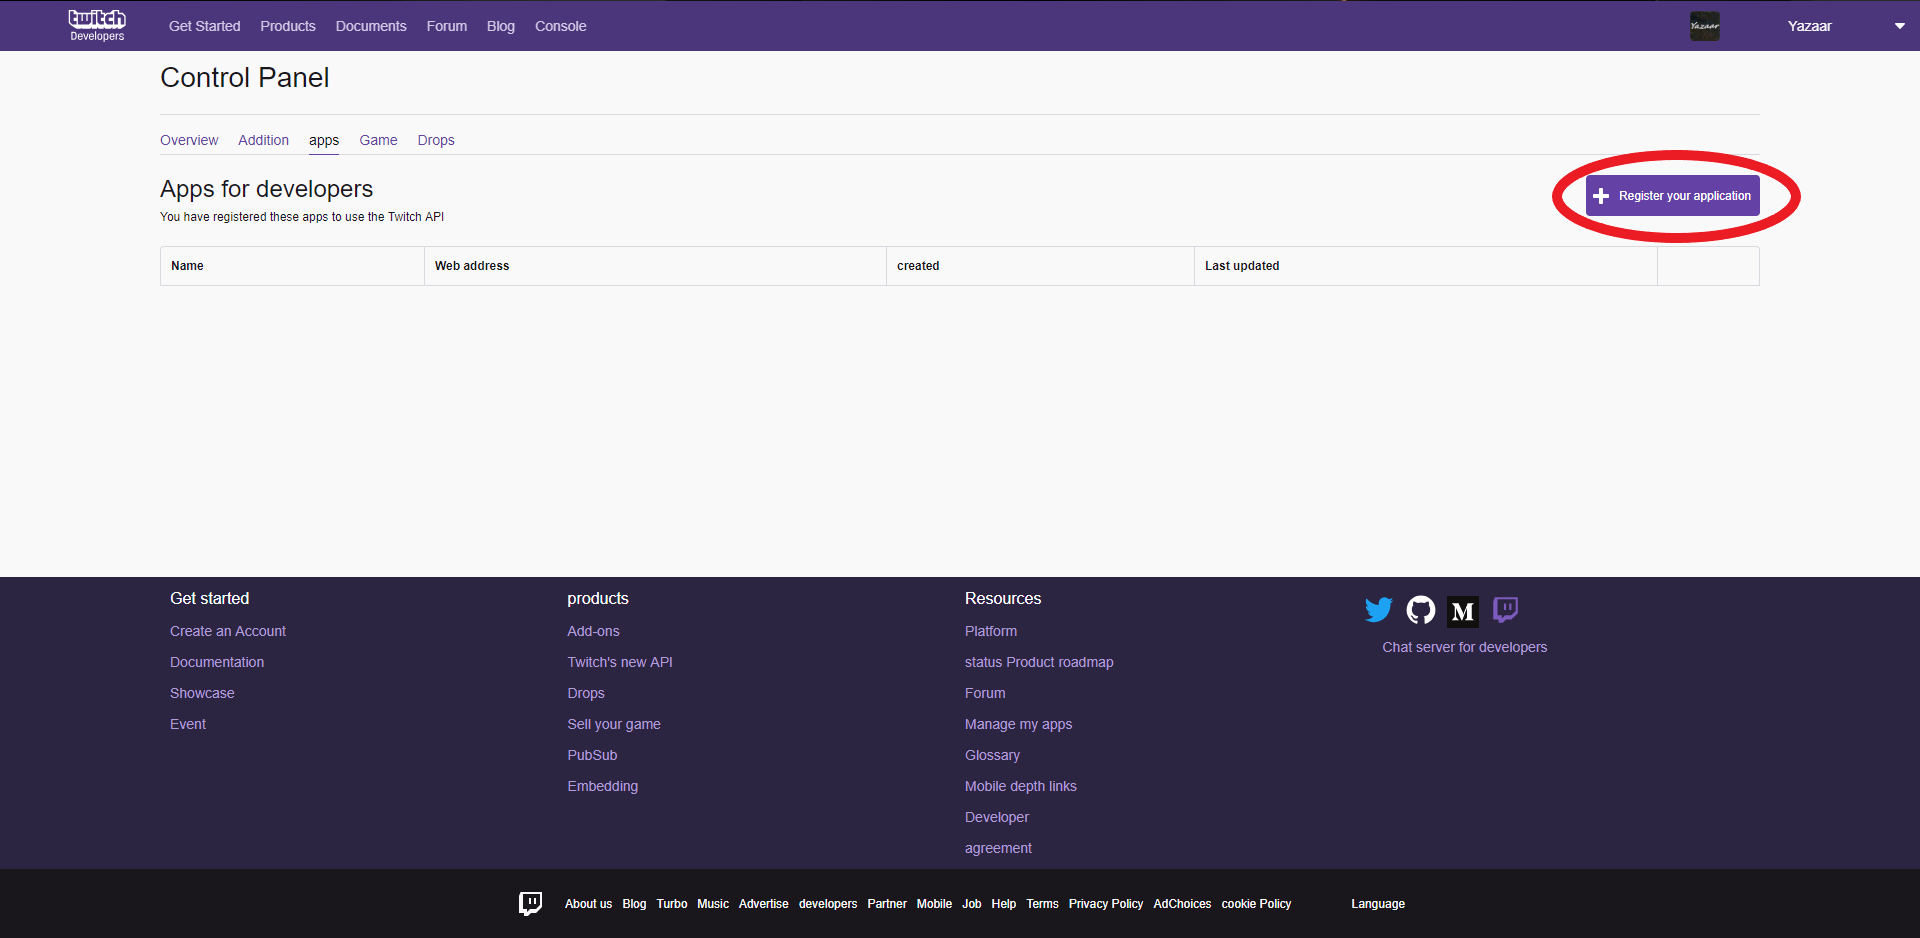 twitch
Developers
Get Started Products Documents Forum Blog Console
Yazaar
Yazaar
Control Panel
Overview Addition apps Game Drops
Apps for developers
Register your application
You have registered these apps to use the Twitch API
Name Web address created Last updated
Get started
Create an Account
Documentation
Showcase
Event
products
Add-ons
Twitch's new API
Drops
Sell your game
PubSub
Embedding
Resources
Platform
status Product roadmap
Forum
Manage my apps
Glossary
Mobile depth links
Developer
agreement
M
Chat server for developers
About us Blog Turbo Music Advertise developers Partner Mobile Job Help Terms Privacy Policy AdChoices cookie Policy Language